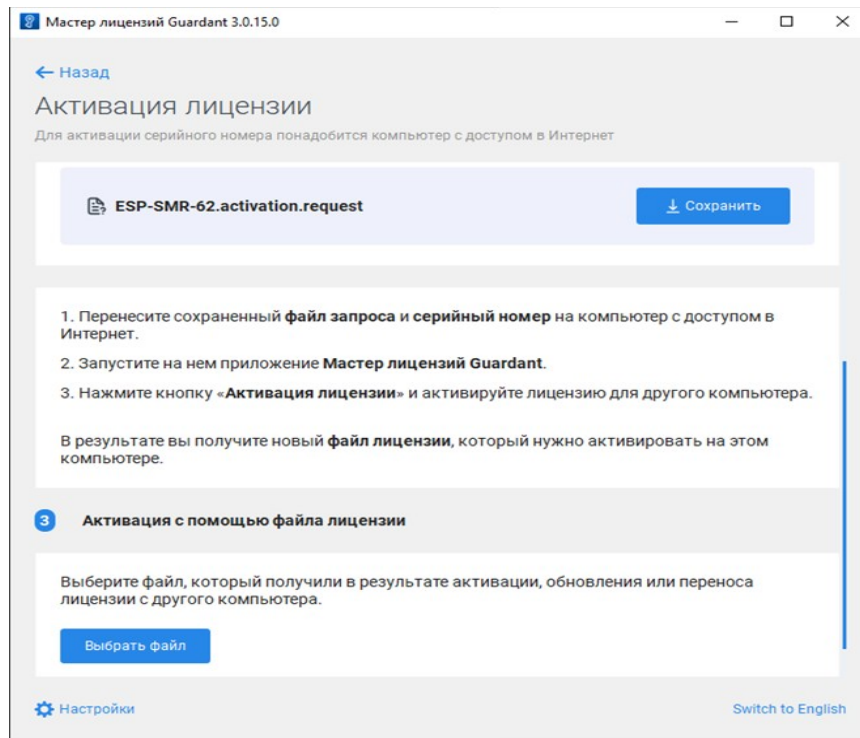 Мастер лицензий Guardant 3.0.15.0
Назад
Активация лицензии
Для активации серийного номера понадобится компьютер с доступом в Интернет
ESP-SMR-62.activation.request
Сохранить
1. Перенесите сохраненный файл запроса и серийный номер на компьютер с доступом в
Интернет.
2. Запустите на нем приложение Мастер лицензий Guardant.
3. Нажмите кнопку «Активация лицензии» и активируйте лицензию для другого компьютера.
В результате вы получите новый файл лицензии, который нужно активировать на этом
компьютере.
3 Активация с помощью файла лицензии
Выберите файл, который получили в результате активации, обновления или переноса
лицензии с другого компьютера.
Выбрать файл
Настройки
Switch to English